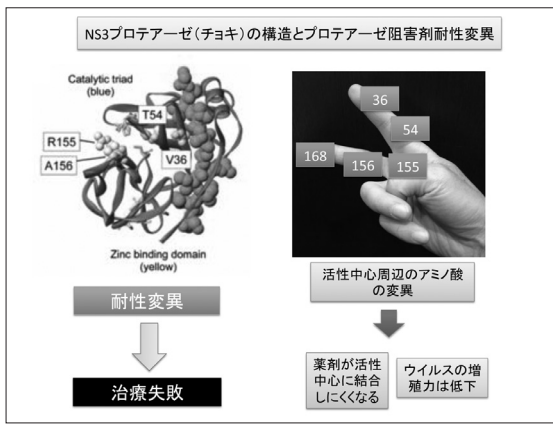 NS3プロテアーゼ（チョキ）の構造とプロテアーゼ阻害剤耐性変異
Catalytic triad
(blue)
T54
R155
A156
V36
Zinc binding domain
(yellow)
耐性変異
治療失敗
36
54
168
156
155
活性中心周辺のアミノ酸
の変異
薬剤が活性
中心に結合
しにくくなる
ウイルスの増
殖力は低下